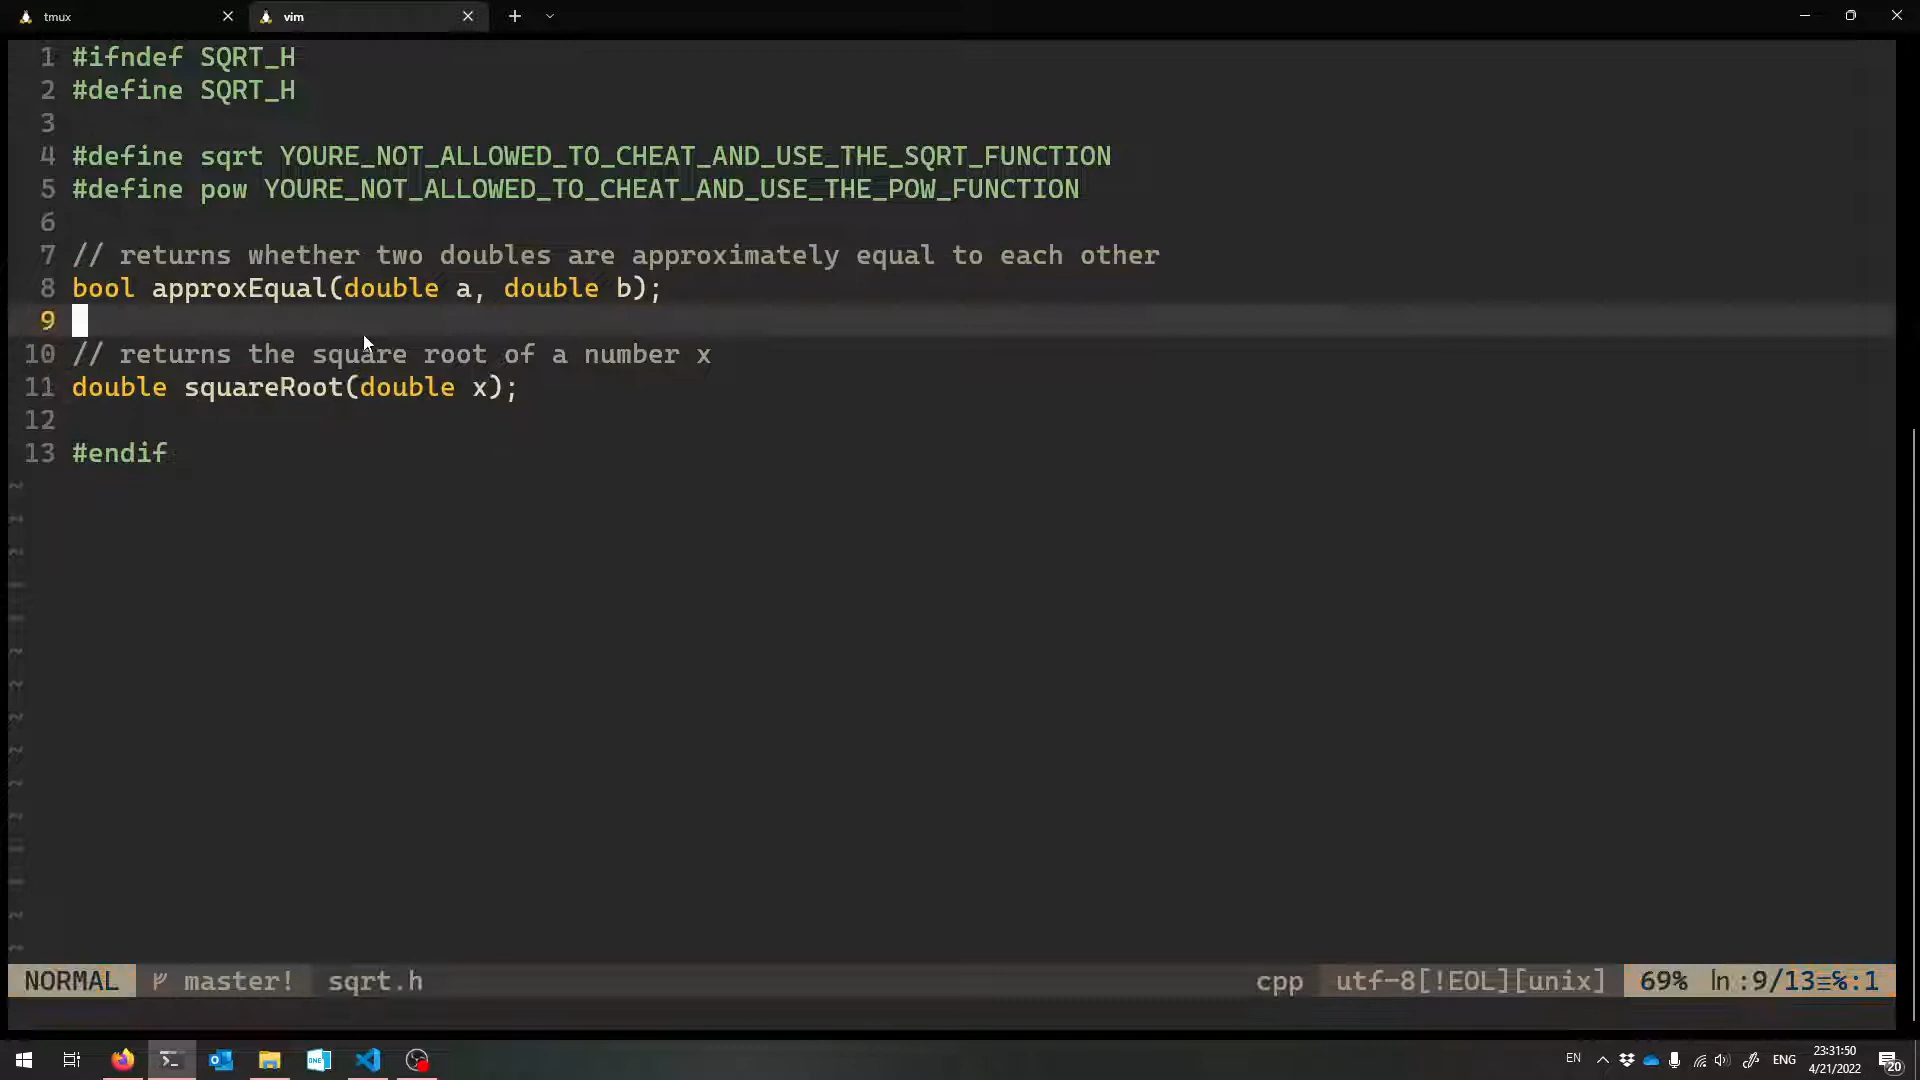 tmux
vim
1 #ifndef SQRT_H
2 #define SQRT_H
3
4 #define sqrt YOURE_NOT_ALLOWED_TO_CHEAT_AND_USE_THE_SQRT_FUNCTION
5 #define pow YOURE_NOT_ALLOWED_TO_CHEAT_AND_USE_THE_POW_FUNCTION
6
7 // returns whether two doubles are approximately equal to each other
8 bool approxEqual(double a, double b);
9
10 // returns the square root of a number x
11 double squareRoot(double x);
12
13 #endif
NORMAL master! sqrt.h cpp utf-8[!EOL][unix] 69% ln :9/13≡℅:1
EN ENG 23:31:50
4/21/2022
20